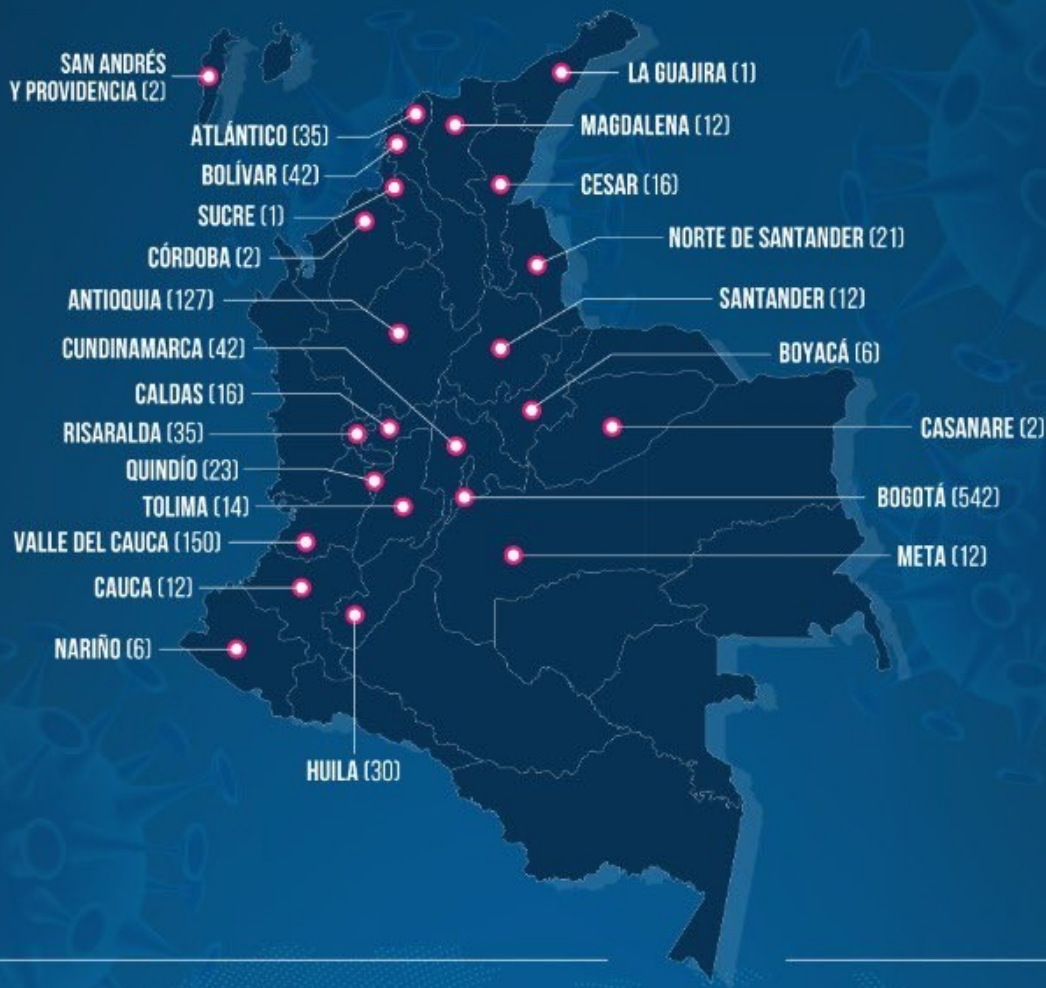 SAN ANDRÉS
Y PROVIDENCIA (2)
ATLÁNTICO (35)
BOLÍVAR (42)
SUCRE (1)
CÓRDOBA (2)
ANTIOQUIA (127)
CUNDINAMARCA (42)
CALDAS (16)
RISARALDA (35)
QUINDÍO (23)
TOLIMA (14)
VALLE DEL CAUCA (150)
CAUCA (12)
NARIÑO (6)
HUILA (30)
LA GUAJIRA (1)
MAGDALENA (12)
CESAR (16)
NORTE DE SANTANDER (21)
SANTANDER (12)
BOYACÁ (6)
CASANARE (2)
BOGOTÁ (542)
META (12)